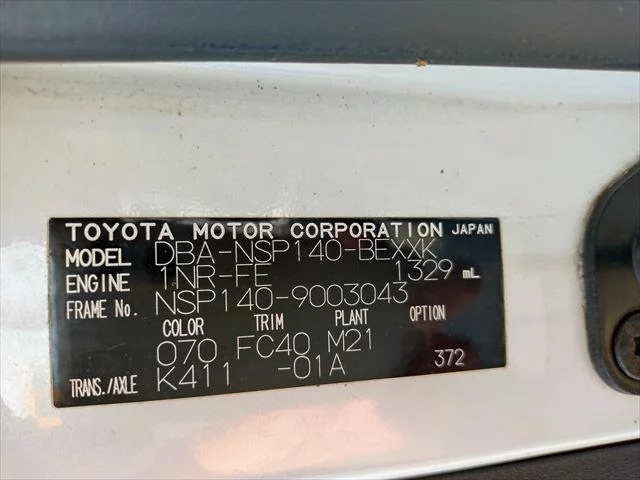 TOYOTA MOTOR CORPORATION JAPAN
MODEL DBA-NSP140-BEXXK
ENGINE 1NR-FE 1329 mL
FRAME No. NSP140-9003043
COLOR TRIM PLANT OPTION
070 FC40 M21
TRANS./AXLE K411 -01A 372